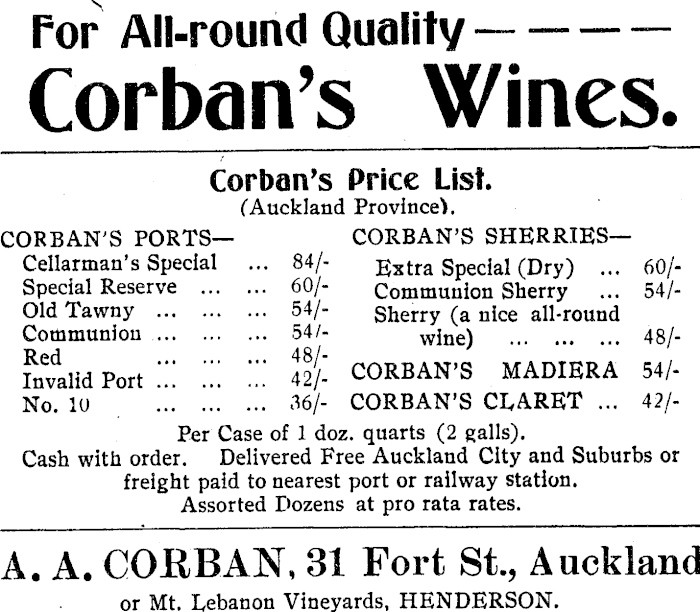 For All-round Quality — — — — —
Corban's Wines.
Corban's Price List.
(Auckland Province).
CORBAN'S PORTS—
Cellarman's Special ... 84/-
Special Reserve ... ... 60/-
Old Tawny ... ... ... 54/-
Communion ... ... ... 54/-
Red ... ... ... 48/-
Invalid Port ... ... ... 42/-
No. 10 ... ... ... 36/-
CORBAN'S SHERRIES—
Extra Special (Dry) ... 60/-
Communion Sherry ... 54/-
Sherry (a nice all-round
wine) ... ... ... 48/-
CORBAN'S MADIERA 54/-
CORBAN'S CLARET ... 42/-
Per Case of 1 doz. quarts (2 galls).
Cash with order. Delivered Free Auckland City and Suburbs or
freight paid to nearest port or railway station.
Assorted Dozens at pro rata rates.
A. A. CORBAN, 31 Fort St., Auckland
or Mt. Lebanon Vineyards, HENDERSON.